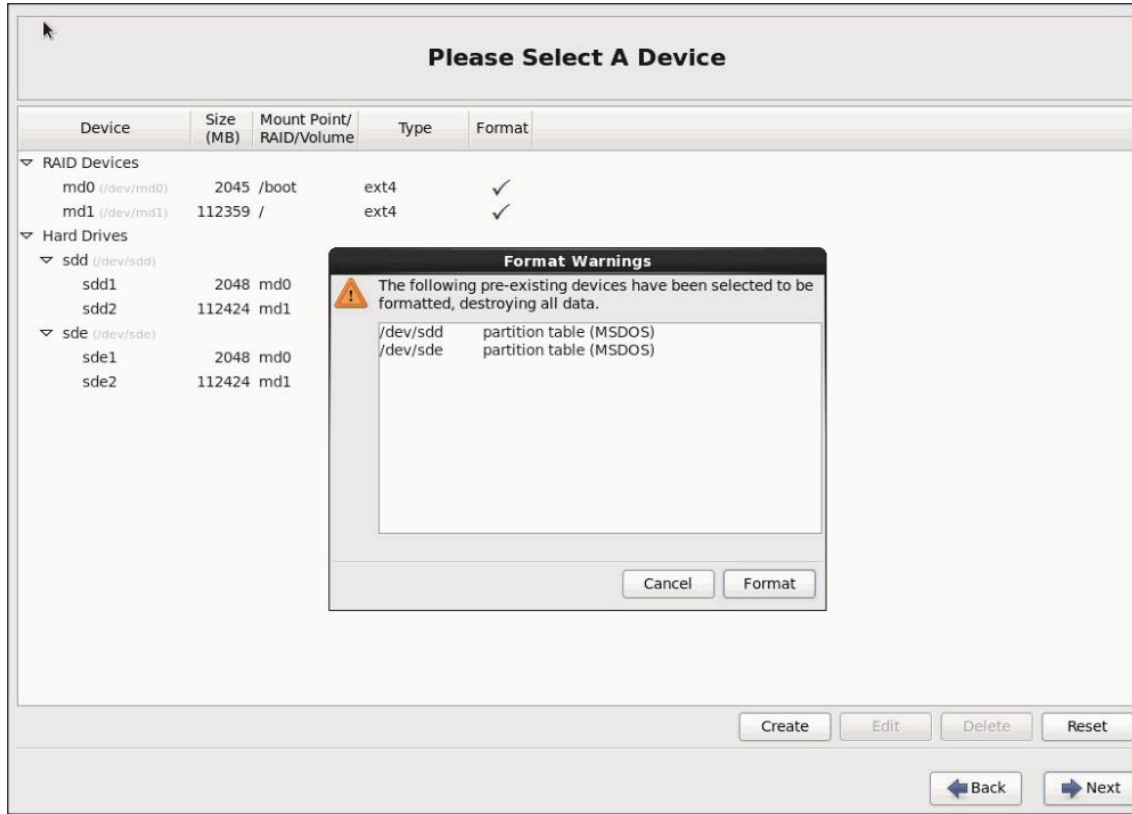 Please Select A Device
Device Size (MB) Mount Point/ RAID/Volume Type Format
RAID Devices
md0 (/dev/md0) 2045 /boot ext4
md1 (/dev/md1) 112359 / ext4
Hard Drives
sdd (/dev/sdd)
sdd1 2048 md0
sdd2 112424 md1
sde (/dev/sde)
sde1 2048 md0
sde2 112424 md1
Format Warnings
The following pre-existing devices have been selected to be
formatted, destroying all data.
/dev/sdd partition table (MSDOS)
/dev/sde partition table (MSDOS)
Cancel Format
Create Edit Delete Reset
Back Next